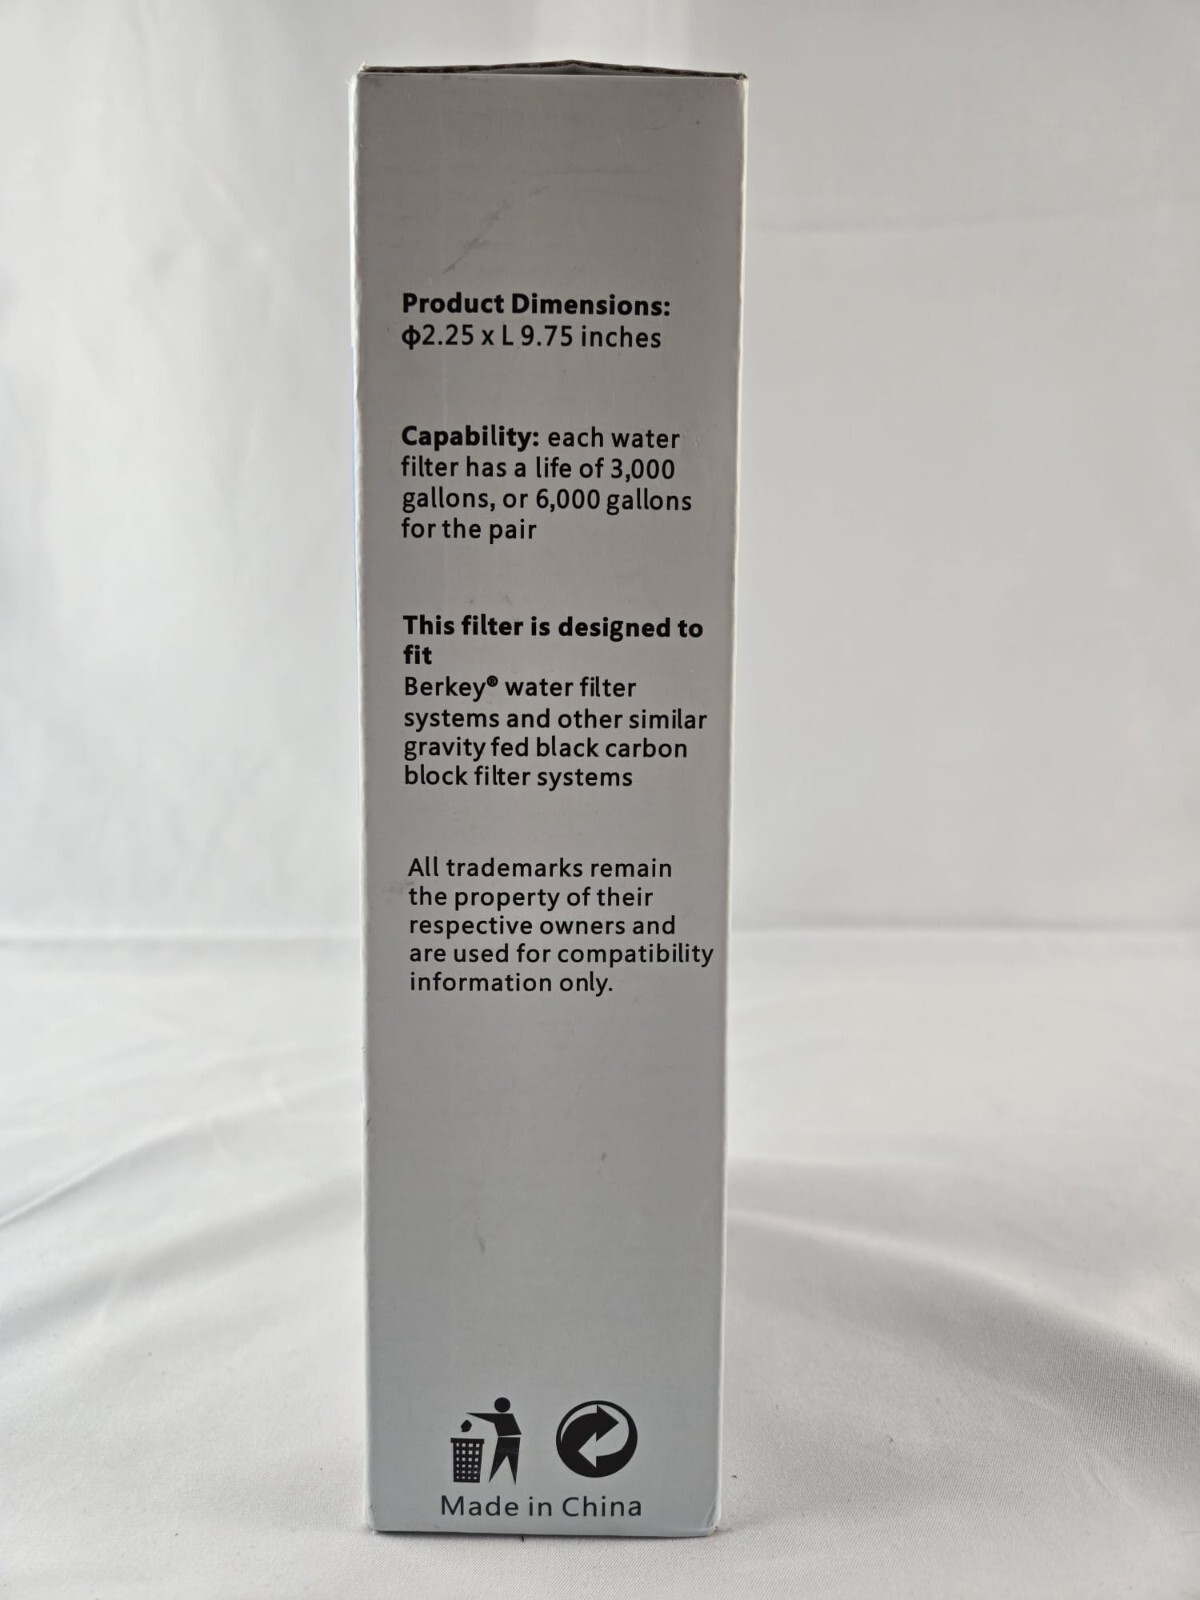 Product Dimensions:
ɸ2.25 x L 9.75 inches
Capability: each water
filter has a life of 3,000
gallons, or 6,000 gallons
for the pair
This filter is designed to
fit
Berkey® water filter
systems and other similar
gravity fed black carbon
block filter systems
All trademarks remain
the property of their
respective owners and
are used for compatibility
information only.
Made in China